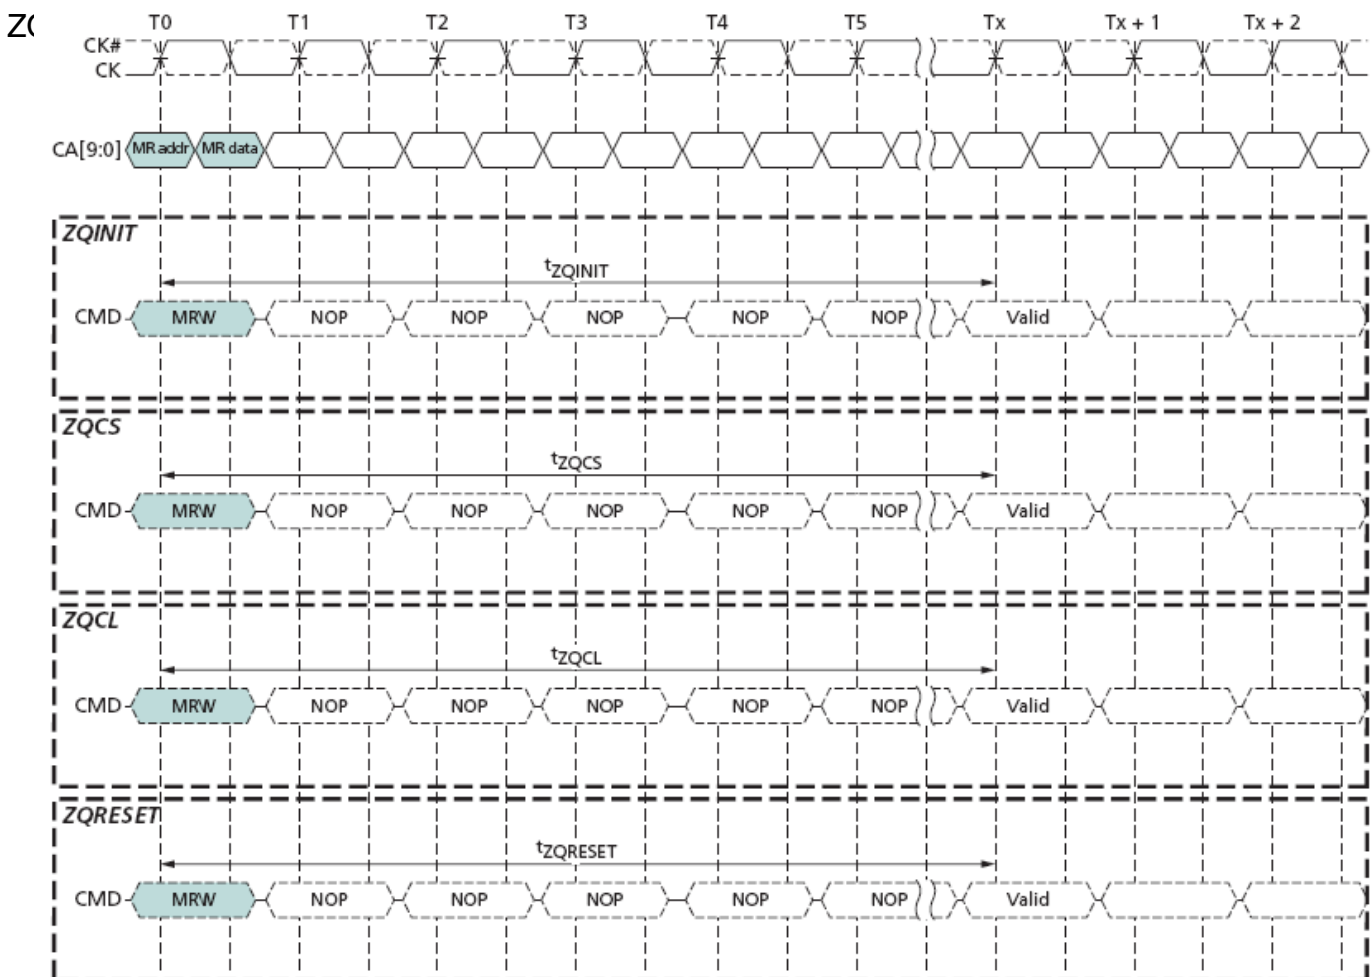 T0 T1 T2 T3 T4 T5 Tx Tx + 1 Tx + 2
CK#
CK
CA[9:0] MR addr MR data
ZQINIT
tZQINIT
CMD MRW NOP NOP NOP NOP NOP Valid
ZQCS
tZQCS
CMD MRW NOP NOP NOP NOP NOP Valid
ZQCL
tZQCL
CMD MRW NOP NOP NOP NOP NOP Valid
ZQRESET
tZQRESET
CMD MRW NOP NOP NOP NOP NOP Valid